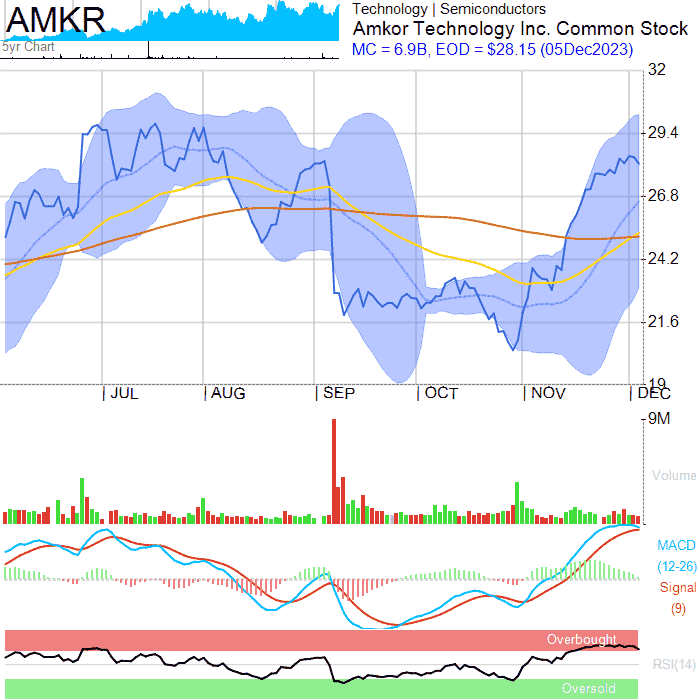 AMKR
5yr Chart
Technology | Semiconductors
Amkor Technology Inc. Common Stock
MC = 6.9B, EOD = $28.15 (05Dec2023)
32
29.4
26.8
24.2
21.6
19
JUL
AUG
SEP
OCT
NOV
DEC
9M
Volume
MACD
(12-26)
Signal
(9)
Overbought
RSI(14)
Oversold